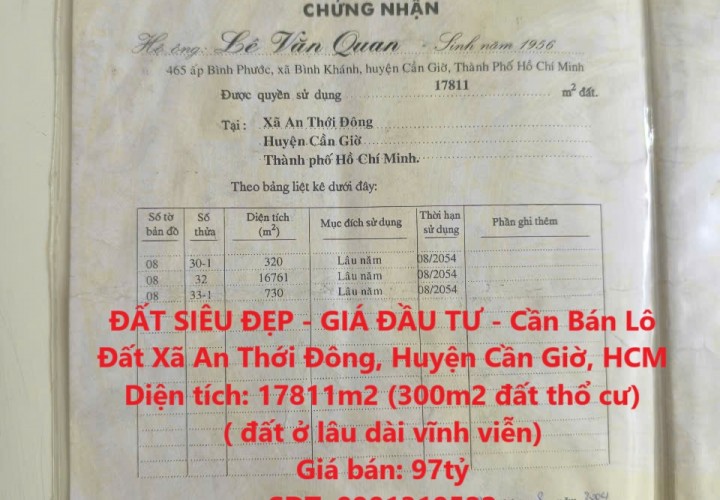 CHỨNG NHẬN
Hộ ông: Lê Văn Quan - Sinh năm 1956
465 ấp Bình Phước, xã Bình Khánh, huyện Cần Giờ, Thành Phố Hồ Chí Minh
Được quyền sử dụng 17811 m² đất.
Tại: Xã An Thới Đông
Huyện Cần Giờ
Thành phố Hồ Chí Minh.
Theo bảng liệt kê dưới đây:
Số tờ bản đồ Số thửa Diện tích (m²) Mục đích sử dụng Thời hạn sử dụng Phần ghi thêm
08 30-1 320 Lâu năm 08/2054
08 32 16761 Lâu năm 08/2054
08 33-1 730 Lâu năm 08/2054
ĐẤT SIÊU ĐẸP - GIÁ ĐẦU TƯ - Cần Bán Lô
Đất Xã An Thới Đông, Huyện Cần Giờ, HCM
Diện tích: 17811m2 (300m2 đất thổ cư)
( đất ở lâu dài vĩnh viễn)
Giá bán: 97tỷ